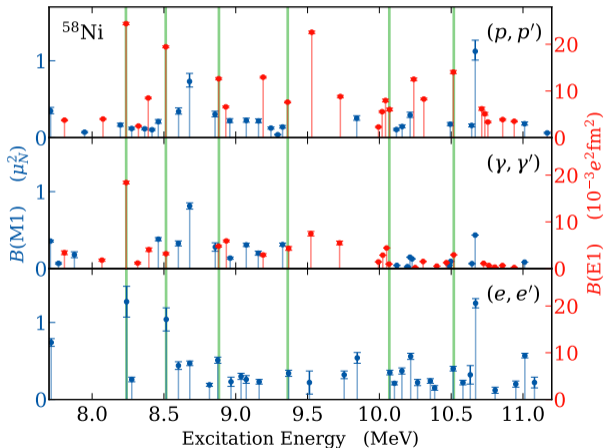 ⁵⁸Ni
(p, p′)
(γ, γ′)
(e, e′)
1
0
1
0
1
0
20
10
0
20
10
0
20
10
0
B(M1) (μ²_N)
B(E1) (10⁻³e²fm²)
8.0 8.5 9.0 9.5 10.0 10.5 11.0
Excitation Energy (MeV)